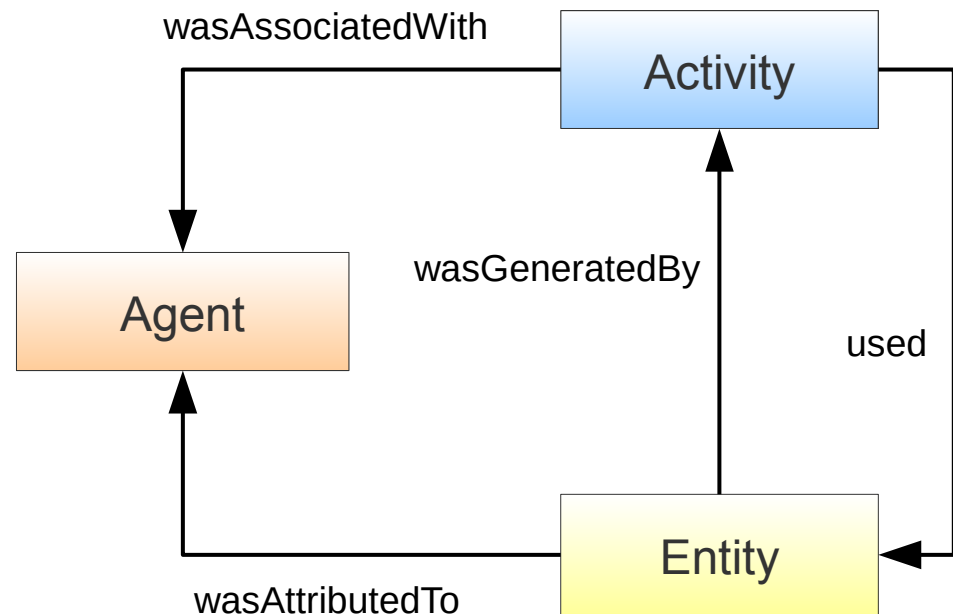 wasAssociatedWith
Activity
wasGeneratedBy
Agent
used
Entity
wasAttributedTo